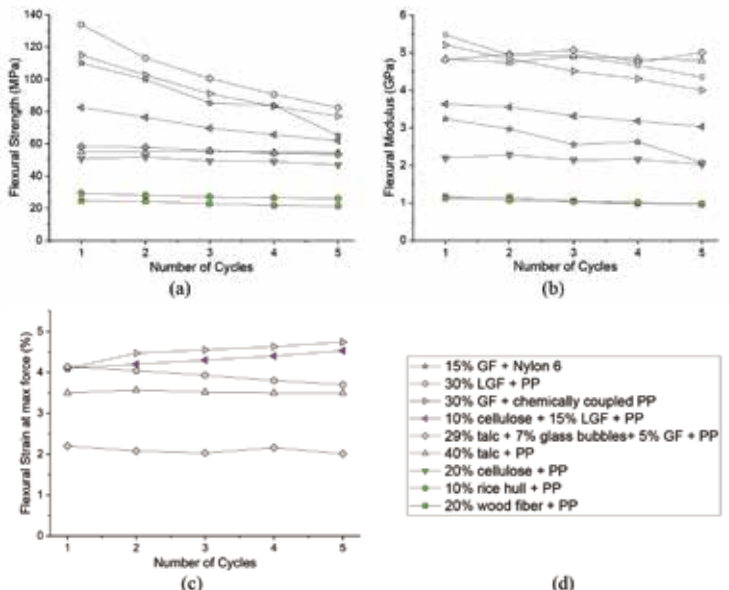 140
120
100
80
60
40
20
0
Flexural Strength (MPa)
1 2 3 4 5
Number of Cycles
(a)
6
5
4
3
2
1
0
Flexural Modulus (GPa)
1 2 3 4 5
Number of Cycles
(b)
5
4
3
2
1
0
Flexural Strain at max force (%)
1 2 3 4 5
Number of Cycles
(c)
15% GF + Nylon 6
30% LGF + PP
30% GF + chemically coupled PP
10% cellulose + 15% LGF + PP
29% talc + 7% glass bubbles+ 5% GF + PP
40% talc + PP
20% cellulose + PP
10% rice hull + PP
20% wood fiber + PP
(d)